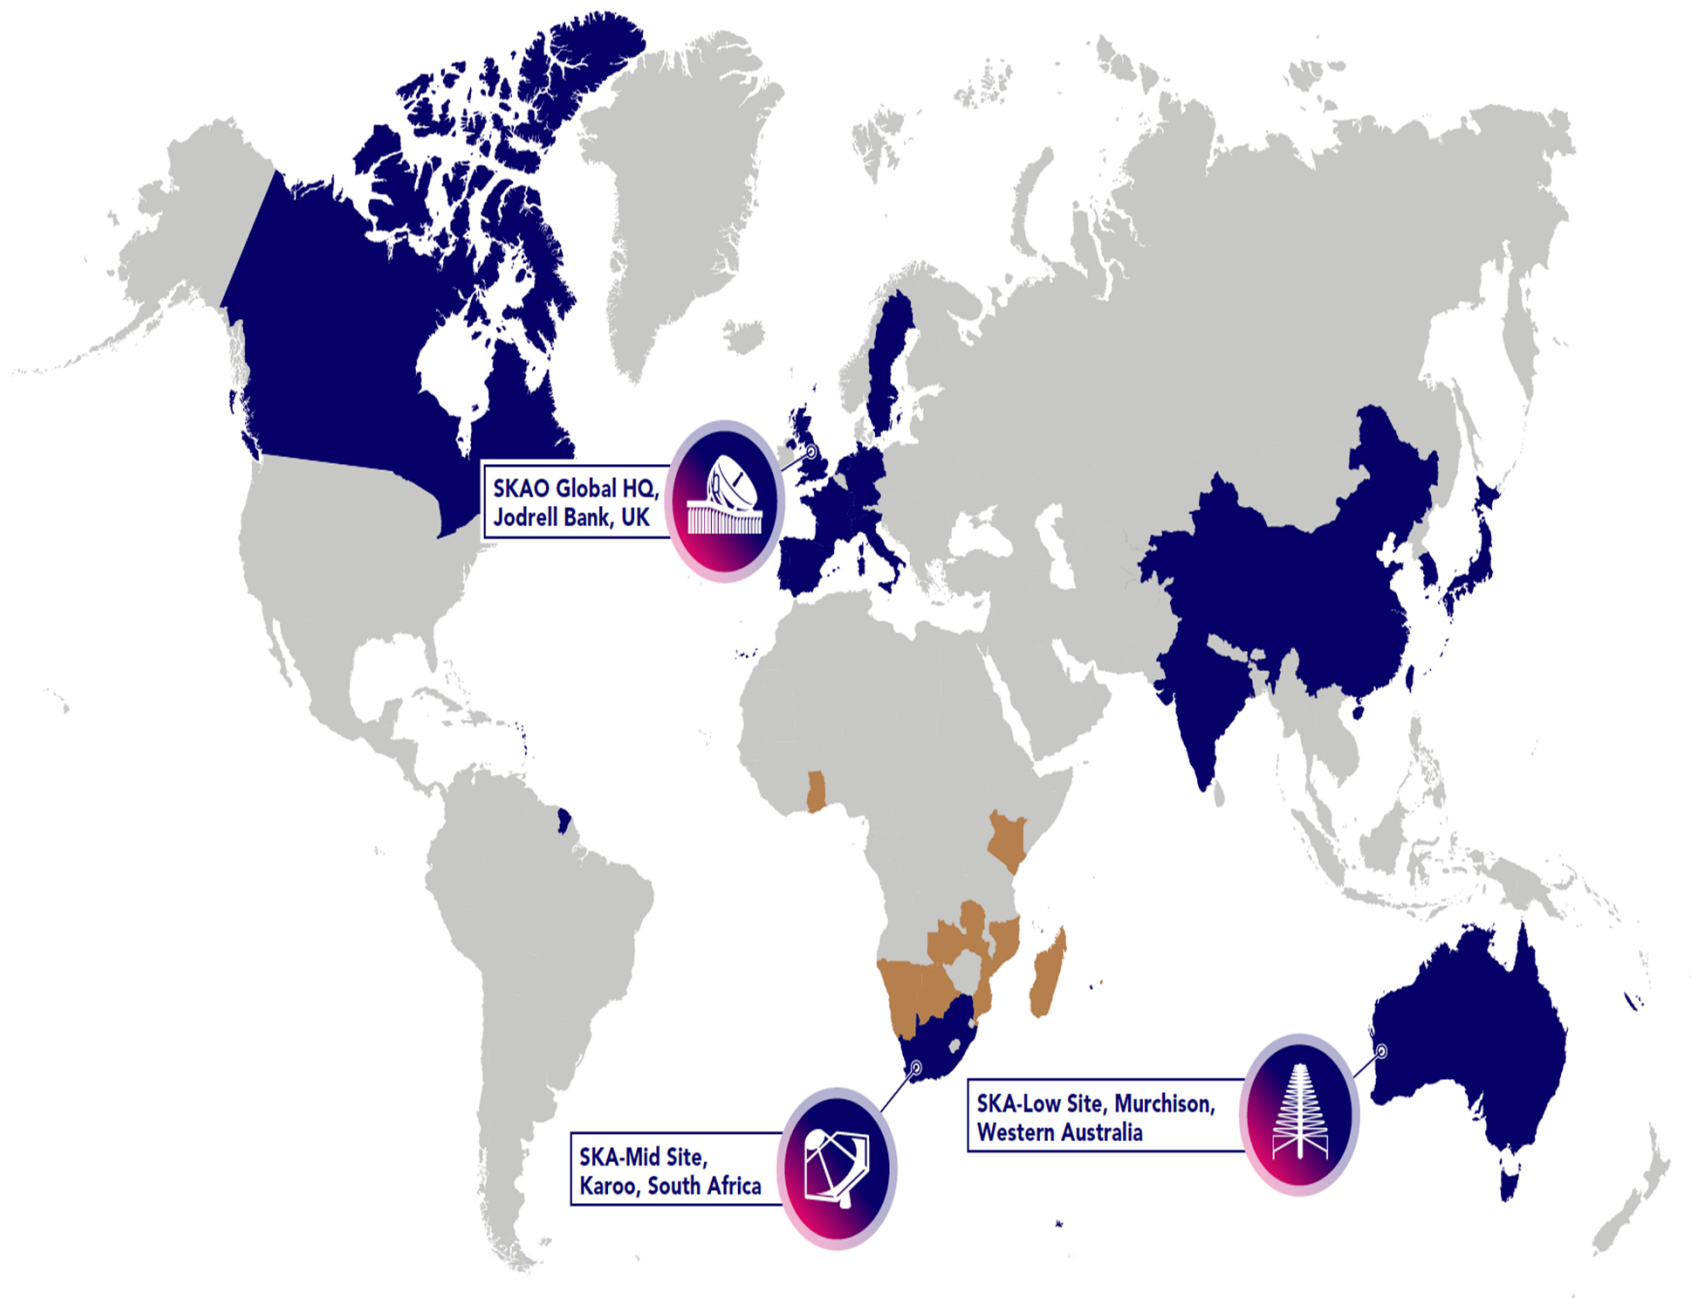 SKAO Global HQ,
Jodrell Bank, UK
SKA-Mid Site,
Karoo, South Africa
SKA-Low Site, Murchison,
Western Australia